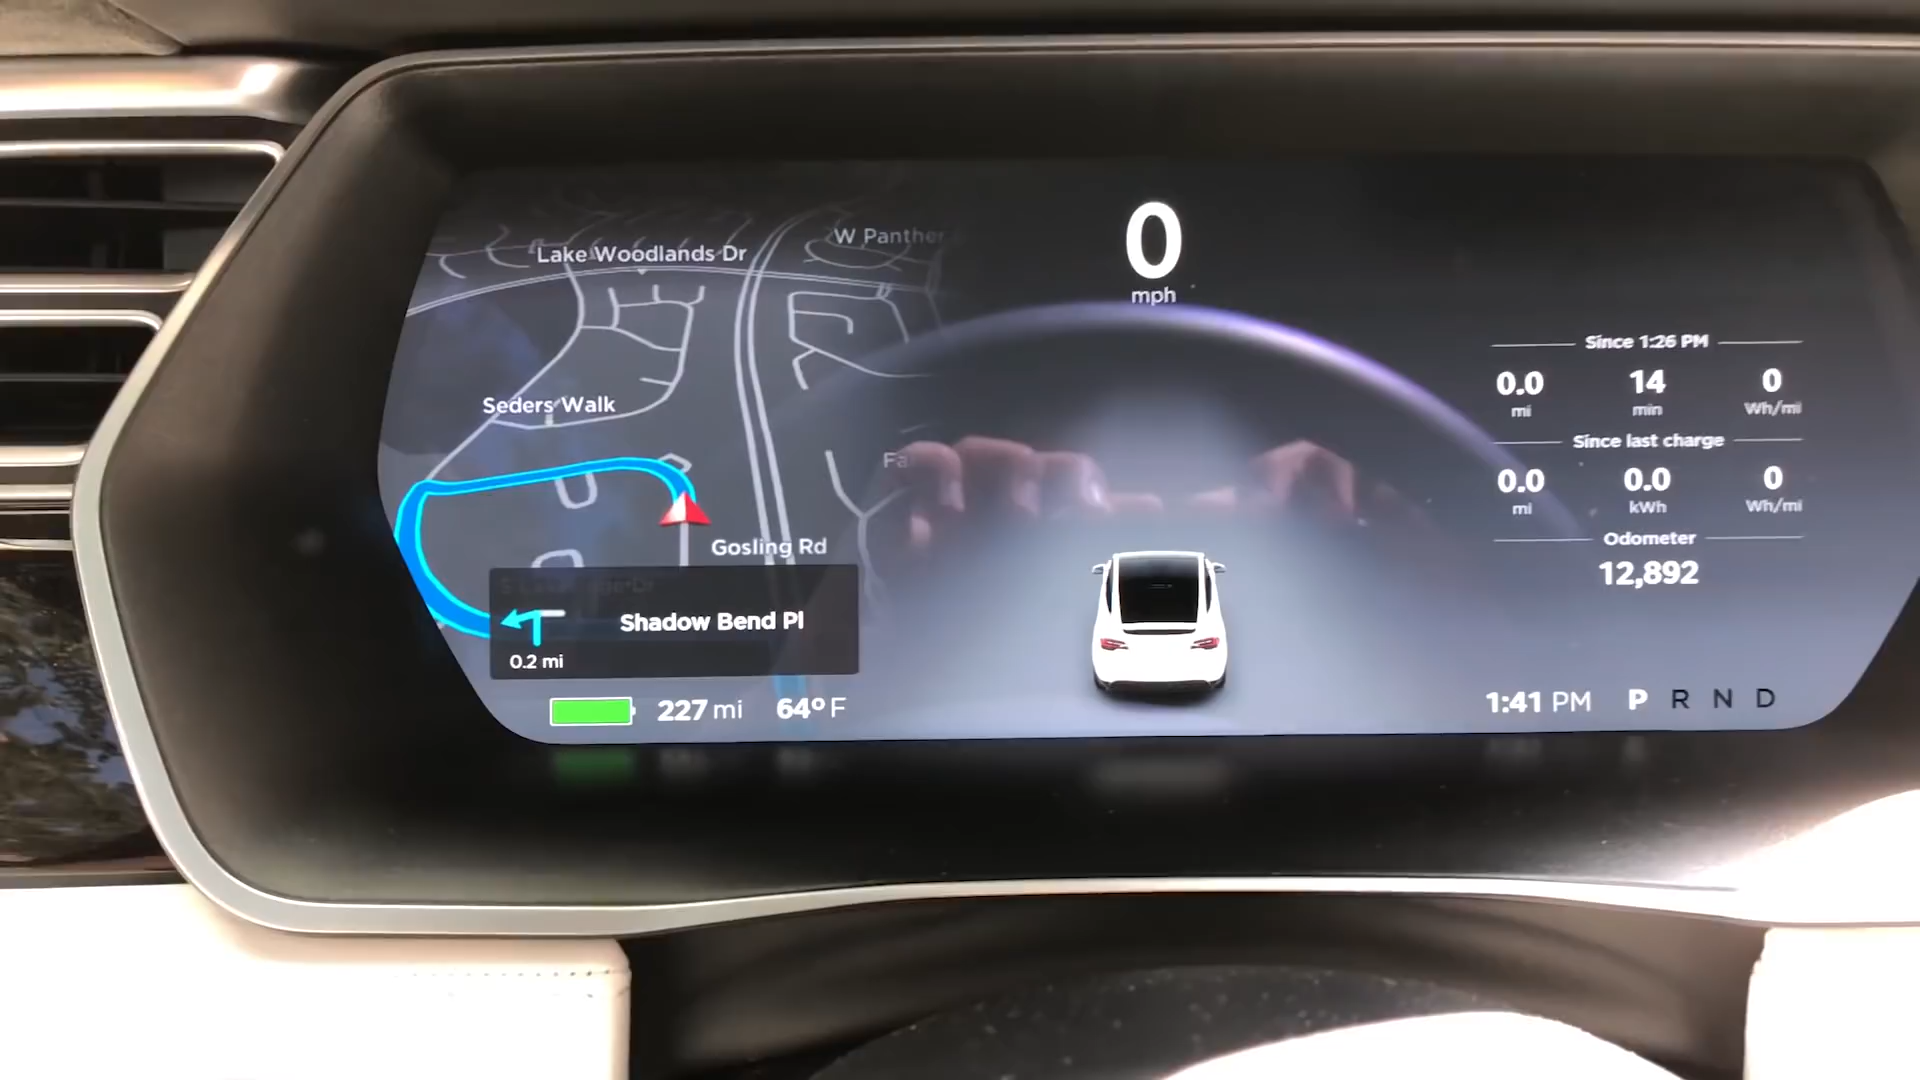 Lake Woodlands Dr
W Panther
Seders Walk
Gosling Rd
Shadow Bend Pl
0.2 mi
227 mi 64° F
0
mph
Since 1:26 PM
0.0 14 0
mi min Wh/mi
Since last charge
0.0 0.0 0
mi kWh Wh/mi
Odometer
12,892
1:41 PM P R N D